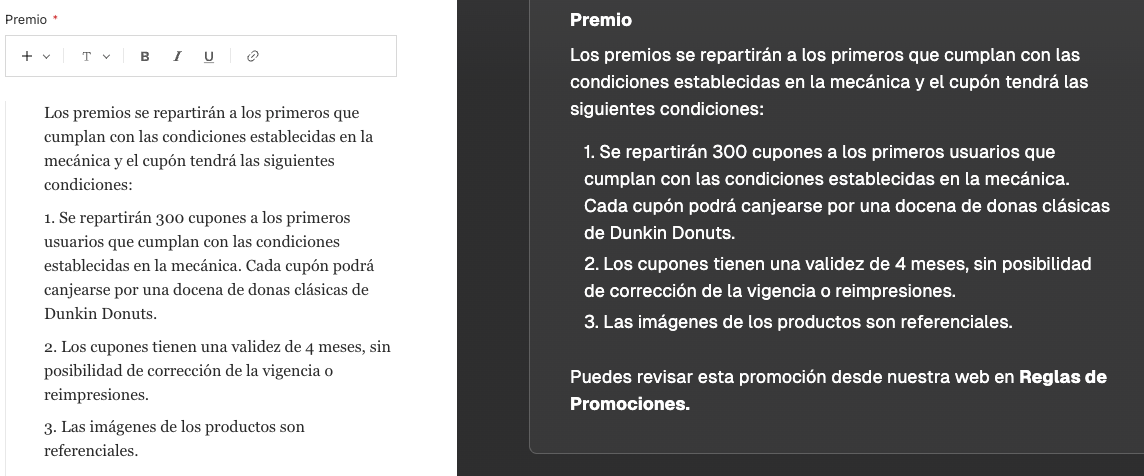 Premio *
T B I U
Los premios se repartirán a los primeros que
cumplan con las condiciones establecidas en la
mecánica y el cupón tendrá las siguientes
condiciones:
1. Se repartirán 300 cupones a los primeros
usuarios que cumplan con las condiciones
establecidas en la mecánica. Cada cupón podrá
canjearse por una docena de donas clásicas de
Dunkin Donuts.
2. Los cupones tienen una validez de 4 meses, sin
posibilidad de corrección de la vigencia o
reimpresiones.
3. Las imágenes de los productos son
referenciales.
Premio
Los premios se repartirán a los primeros que cumplan con las
condiciones establecidas en la mecánica y el cupón tendrá las
siguientes condiciones:
1. Se repartirán 300 cupones a los primeros usuarios que
cumplan con las condiciones establecidas en la mecánica.
Cada cupón podrá canjearse por una docena de donas clásicas
de Dunkin Donuts.
2. Los cupones tienen una validez de 4 meses, sin posibilidad
de corrección de la vigencia o reimpresiones.
3. Las imágenes de los productos son referenciales.
Puedes revisar esta promoción desde nuestra web en Reglas de
Promociones.